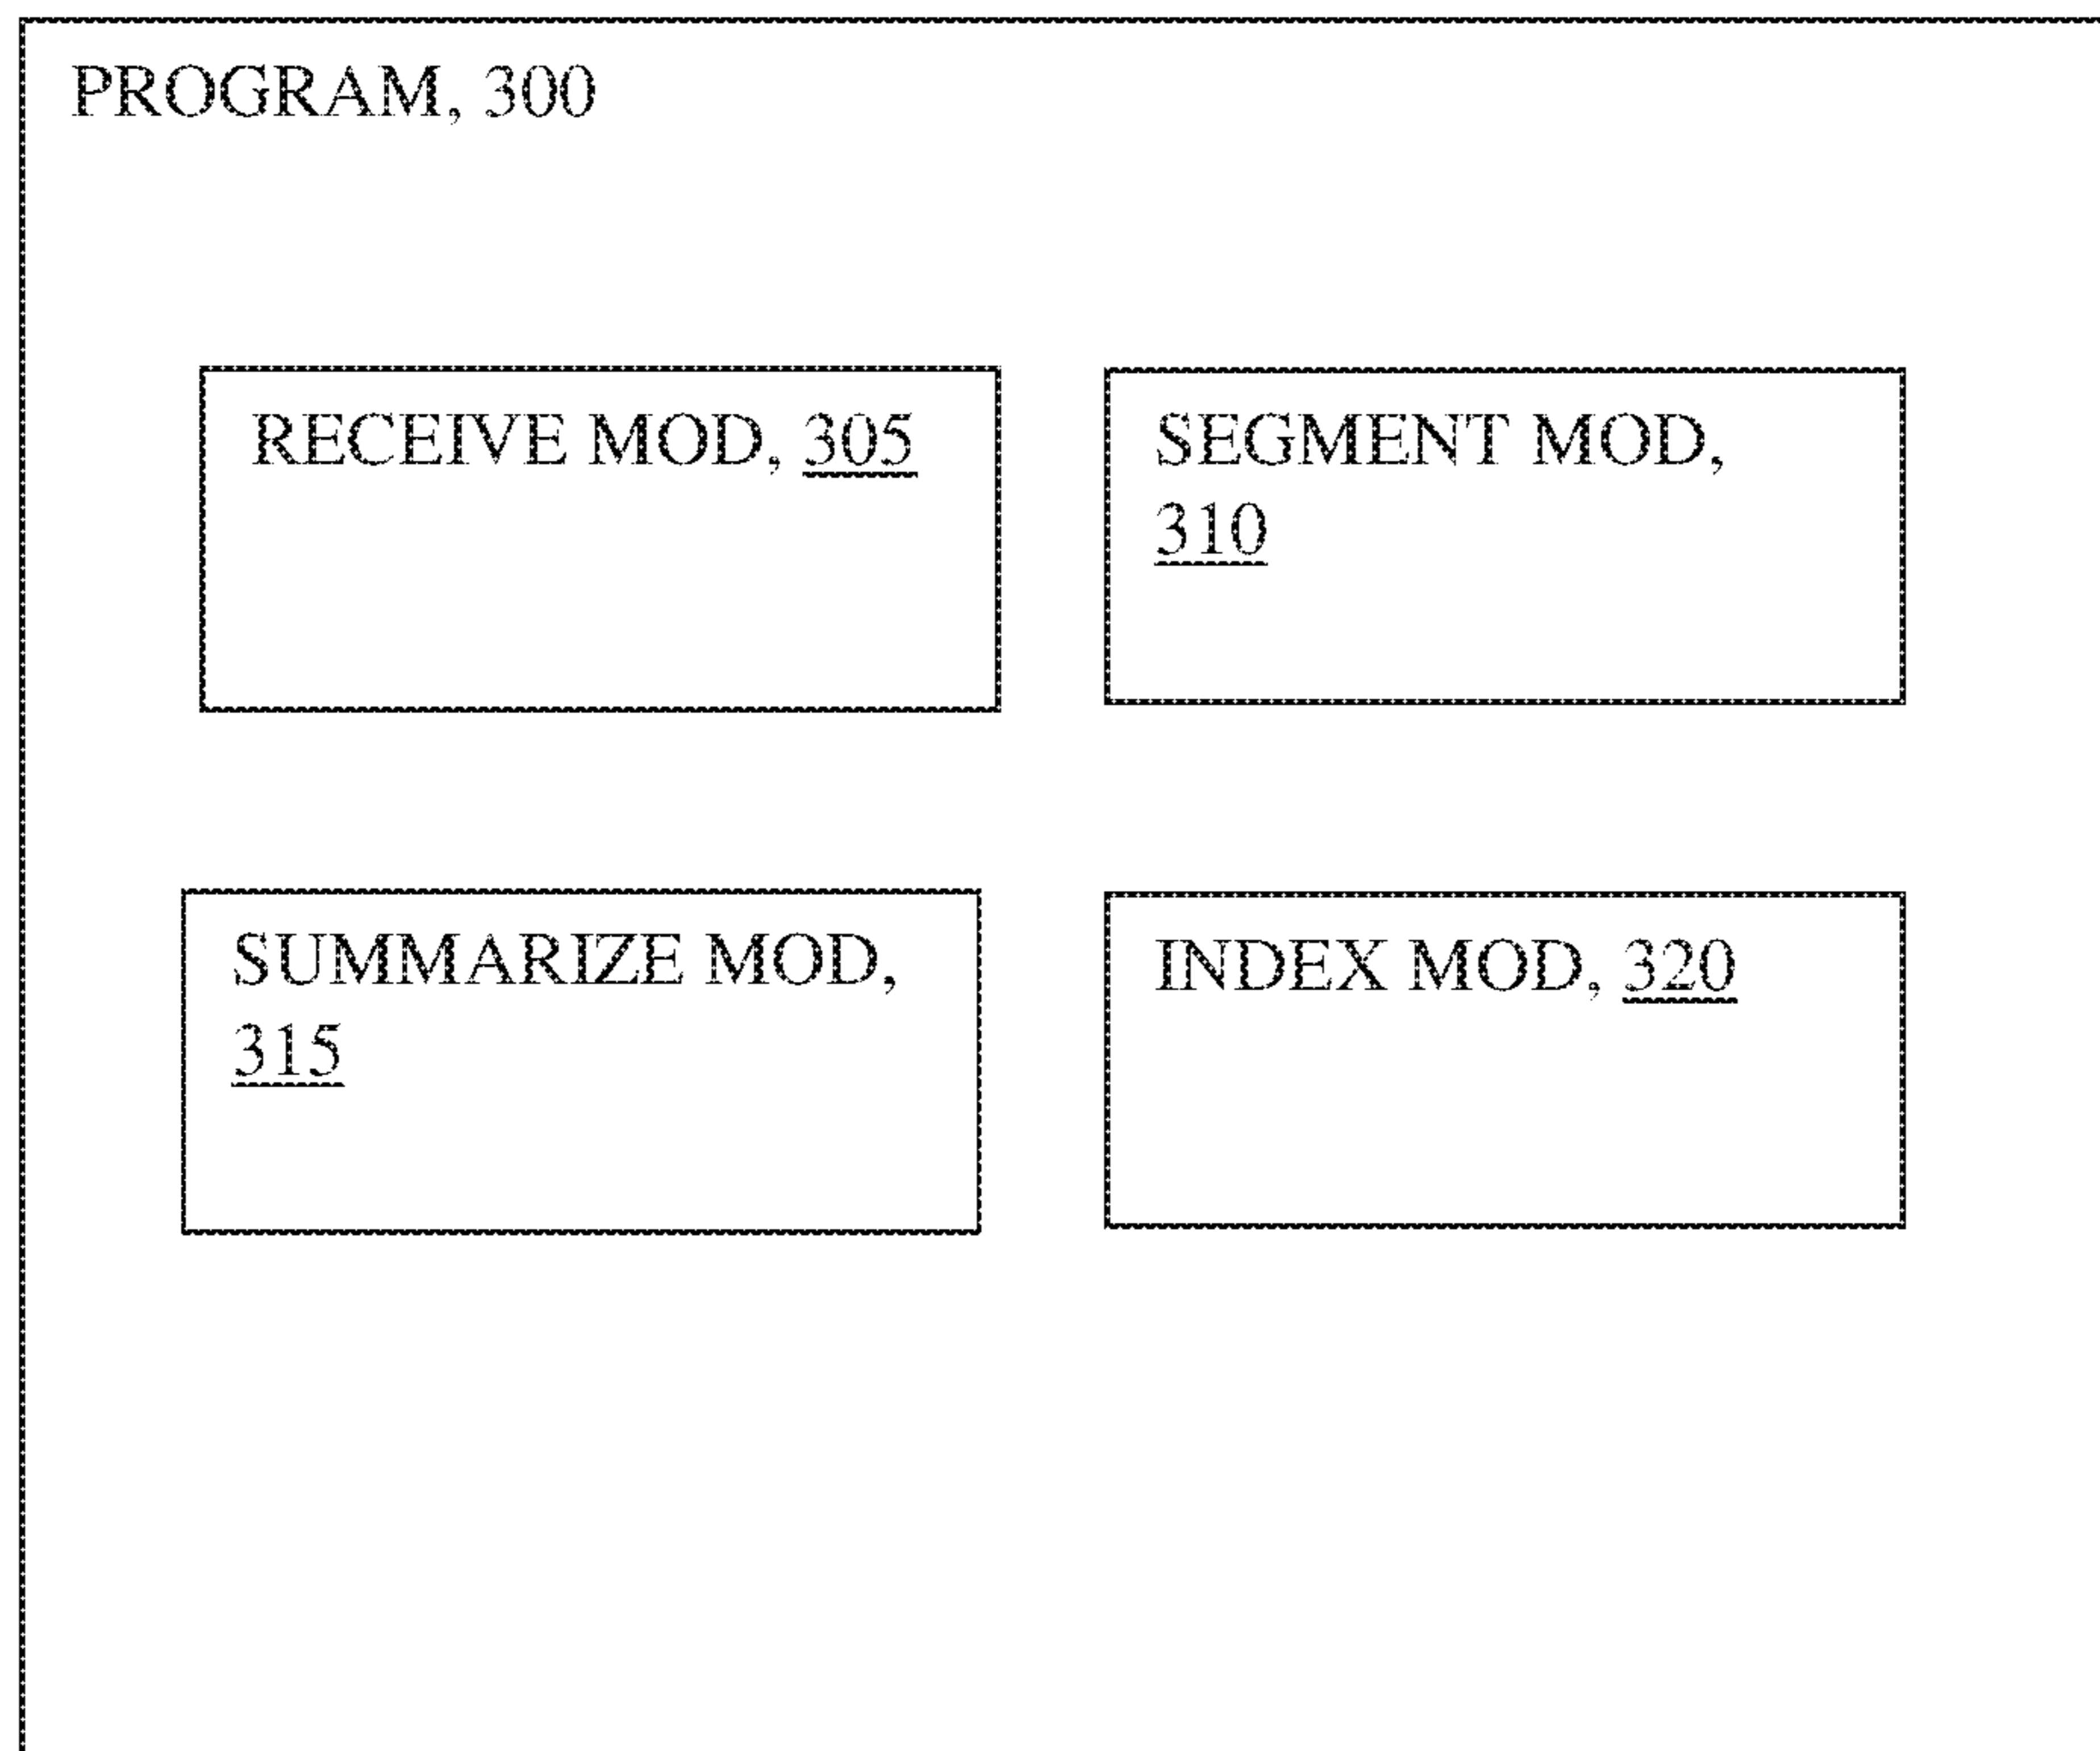 PROGRAM, 300
RECEIVE MOD, 305
SEGMENT MOD,
310
SUMMARIZE MOD,
315
INDEX MOD, 320